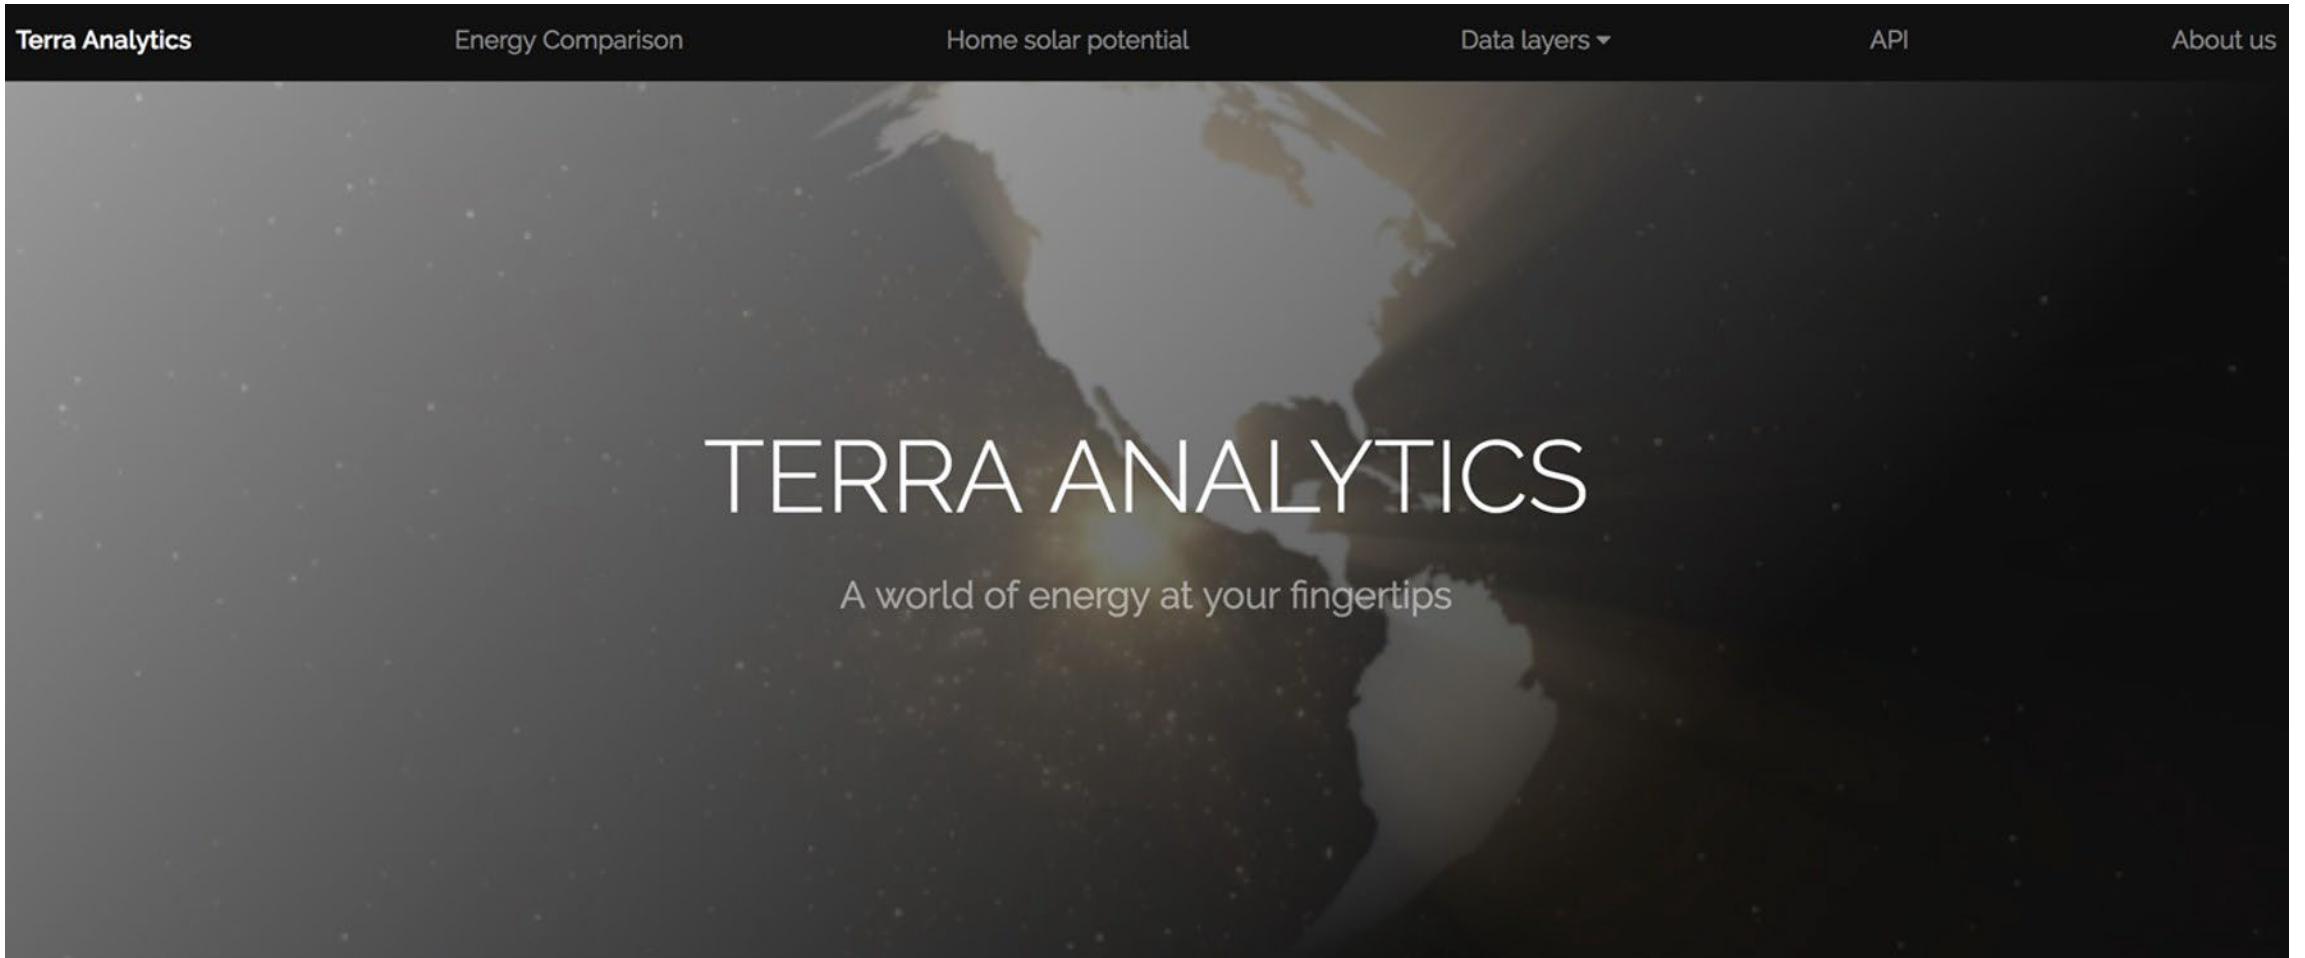 Terra Analytics Energy Comparison Home solar potential Data layers API About us
TERRA ANALYTICS
A world of energy at your fingertips